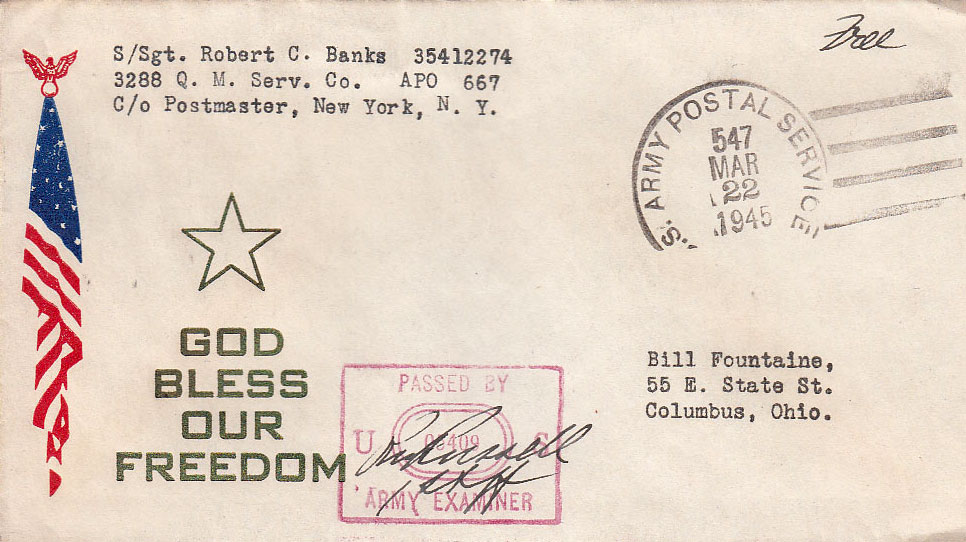 S/Sgt. Robert C. Banks 35412274
3288 Q. M. Serv. Co. APO 667
C/o Postmaster, New York, N. Y.
Free
S. ARMY POSTAL SERVICE
547
MAR
22
1945
GOD
BLESS
OUR
FREEDOM
Bill Fountaine,
55 E. State St.
Columbus, Ohio.
PASSED BY
U S
ARMY EXAMINER